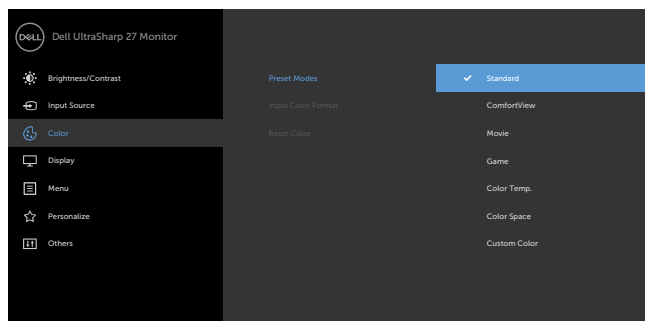 DELL Dell UltraSharp 27 Monitor
Brightness/Contrast
Input Source
Color
Display
Menu
Personalize
Others
Preset Modes
Input Color Format
Reset Color
Standard
ComfortView
Movie
Game
Color Temp.
Color Space
Custom Color